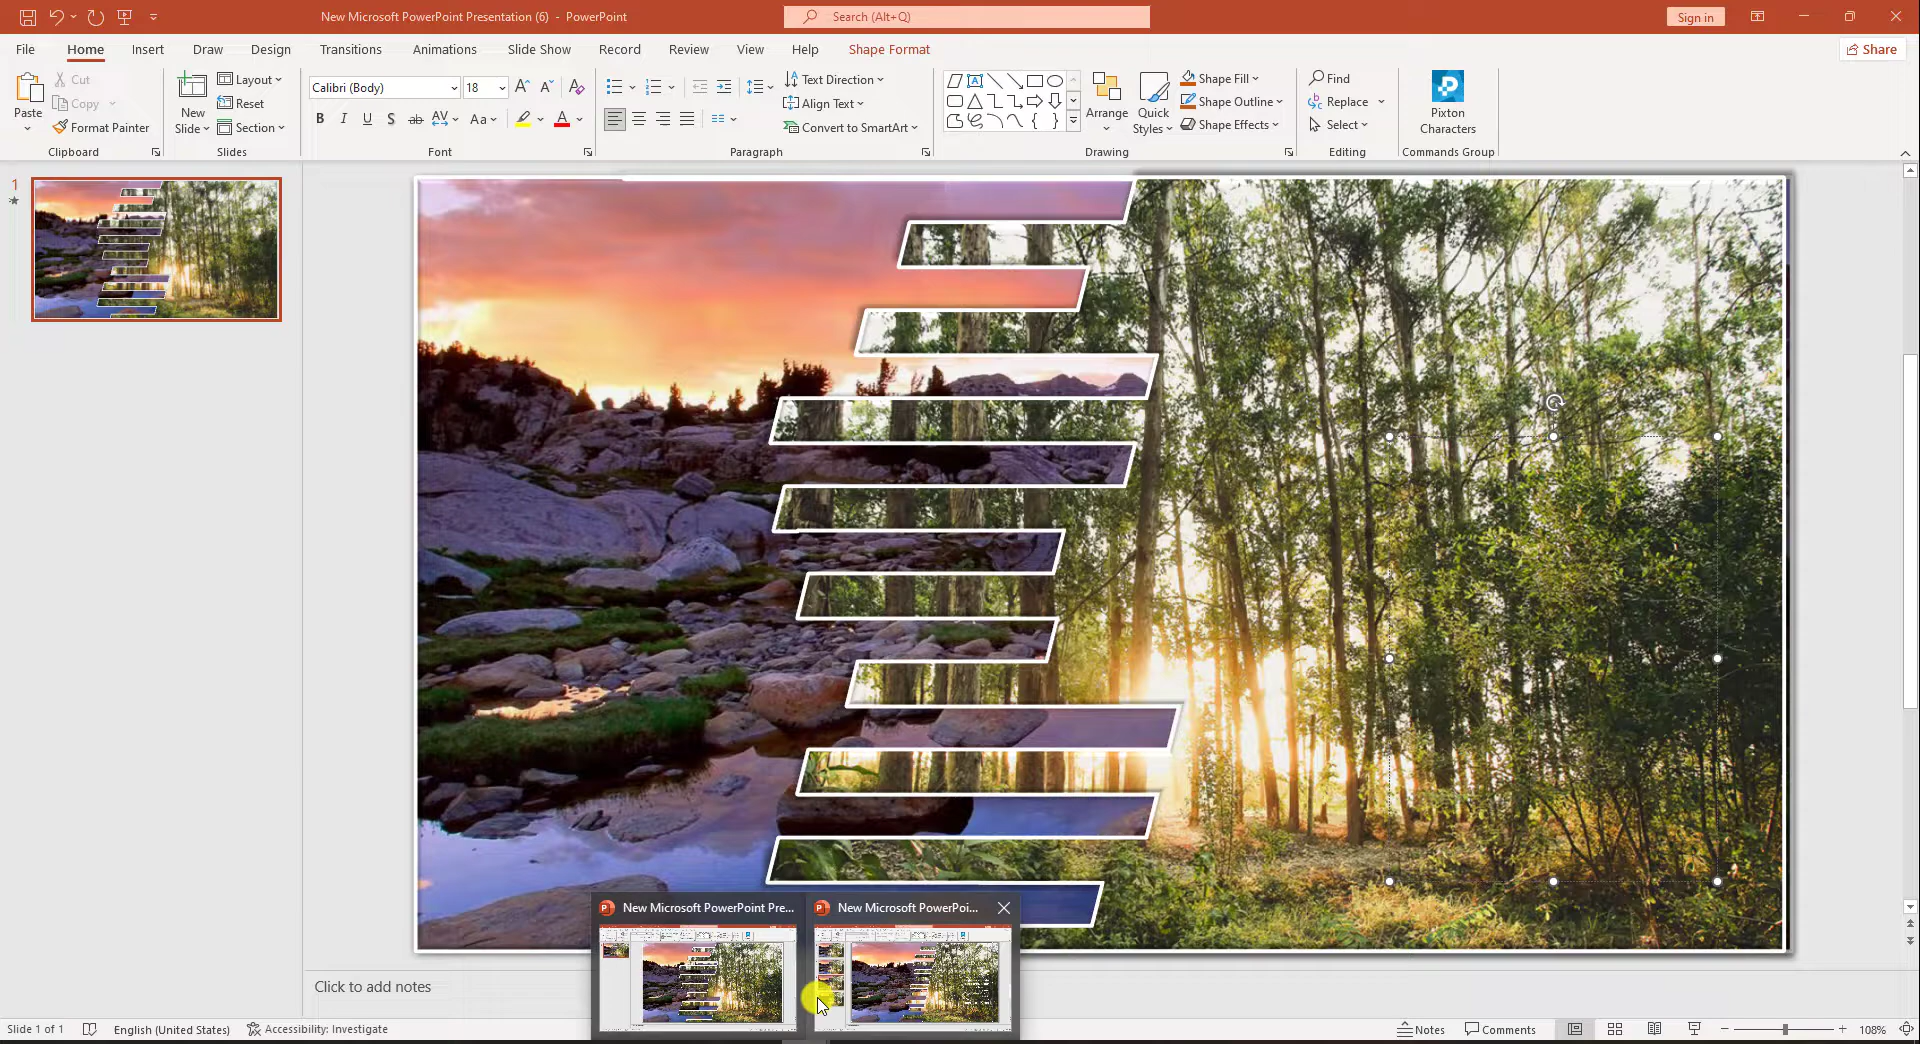 New Microsoft PowerPoint Presentation (6) - PowerPoint
Search (Alt+Q)
Sign in
File
Home
Insert
Draw
Design
Transitions
Animations
Slide Show
Record
Review
View
Help
Shape Format
Share
Paste
Cut
Copy
Format Painter
Clipboard
New
Slide
Layout
Reset
Section
Slides
Calibri (Body)
18
Font
Text Direction
Align Text
Convert to SmartArt
Paragraph
Arrange
Quick
Styles
Shape Fill
Shape Outline
Shape Effects
Drawing
Find
Replace
Select
Editing
Pixton
Characters
Commands Group
1
New Microsoft PowerPoint Pre...
New Microsoft PowerPoi...
Click to add notes
Slide 1 of 1
English (United States)
Accessibility: Investigate
Notes
Comments
108%